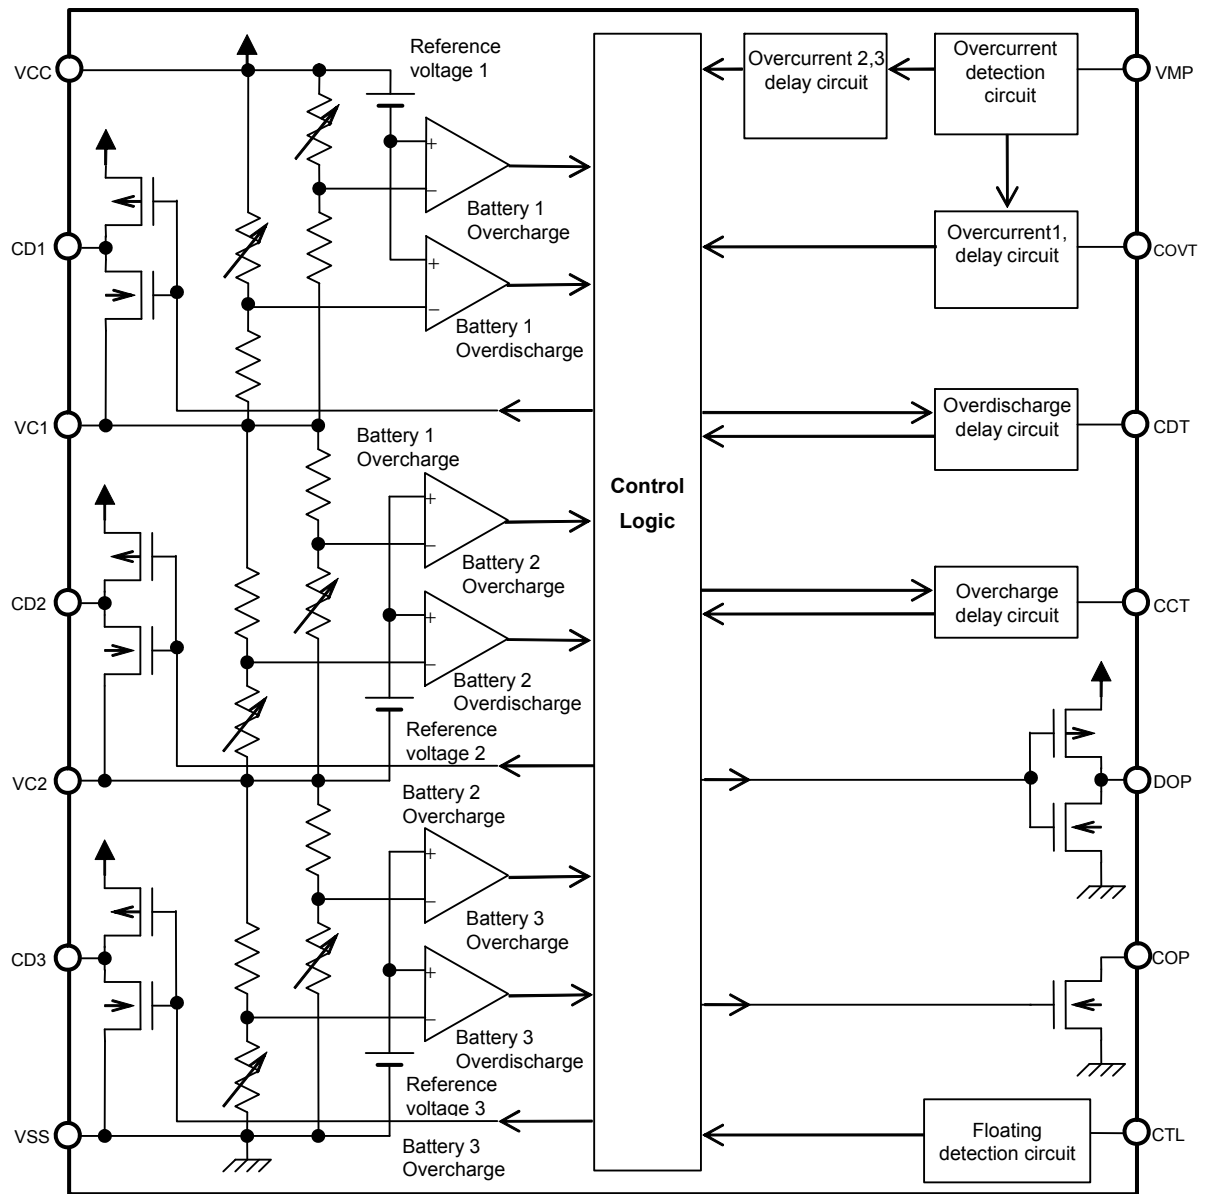 Reference
voltage 1
VCC
Overcurrent 2,3
delay circuit
Overcurrent
detection
circuit
VMP
+
−
Battery 1
Overcharge
CD1
+
−
Battery 1
Overdischarge
Overcurrent1,
delay circuit
COVT
VC1
Battery 1
Overcharge
Overdischarge
delay circuit
CDT
Control
Logic
+
−
Battery 2
Overcharge
CD2
+
−
Battery 2
Overdischarge
Overcharge
delay circuit
CCT
Reference
voltage 2
VC2
DOP
Battery 2
Overcharge
+
−
Battery 3
Overcharge
CD3
+
−
Battery 3
Overdischarge
COP
Reference
voltage 3
VSS
Battery 3
Overcharge
Floating
detection circuit
CTL